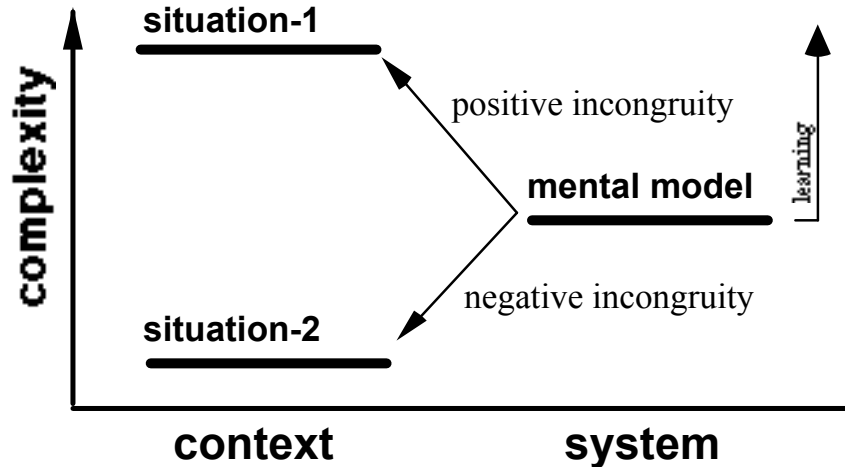 situation-1
complexity
positive incongruity
learning
mental model
negative incongruity
situation-2
context
system